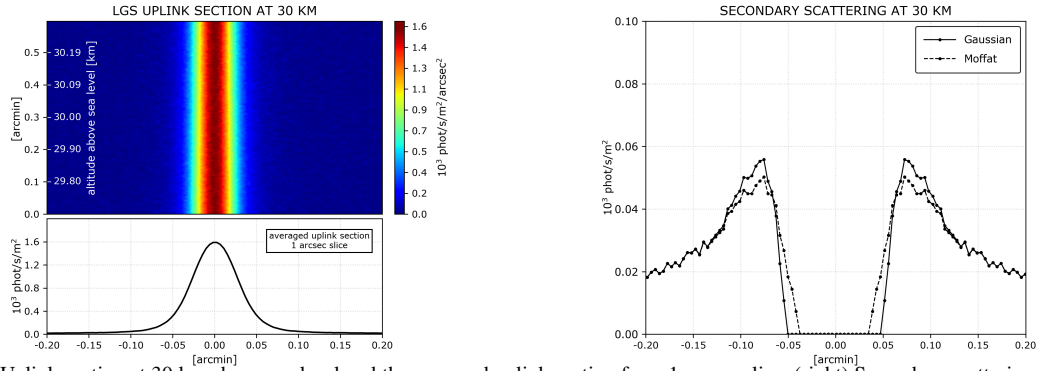 LGS UPLINK SECTION AT 30 KM
[arcmin]
0.5
0.4
0.3
0.2
0.1
0.0
30.19
30.09
30.00
29.90
29.80
altitude above sea level [km]
1.6
1.4
1.3
1.1
0.9
0.7
0.5
0.4
0.2
0.0
10³ phot/s/m²/arcsec²
10³ phot/s/m²
1.6
1.2
0.8
0.4
0.0
averaged uplink section
1 arcsec slice
-0.20 -0.15 -0.10 -0.05 0.00 0.05 0.10 0.15 0.20
[arcmin]
SECONDARY SCATTERING AT 30 KM
10³ phot/s/m²
0.10
0.08
0.06
0.04
0.02
0.00
Gaussian
Moffat
-0.20 -0.15 -0.10 -0.05 0.00 0.05 0.10 0.15 0.20
[arcmin]